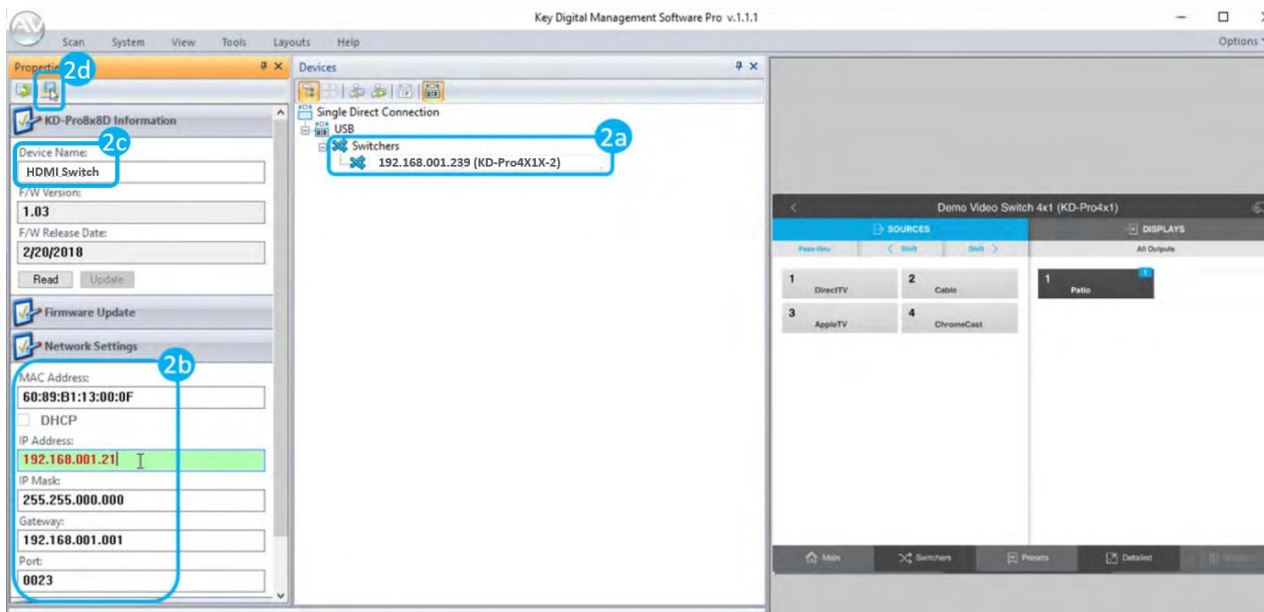 Key Digital Management Software Pro v.1.1.1
AV
Scan System View Tools Layouts Help
Options
2d
KD-Pro8x8D Information
2c
Device Name:
HDMI Switch
F/W Version:
1.03
F/W Release Date:
2/20/2018
Read Update
Firmware Update
Network Settings
2b
MAC Address:
60:89:B1:13:00:0F
DHCP
IP Address:
192.168.001.21
IP Mask:
255.255.000.000
Gateway:
192.168.001.001
Port:
0023
Devices
Single Direct Connection
USB
2a
Switchers
192.168.001.239 (KD-Pro4X1X-2)
Demo Video Switch 4x1 (KD-Pro4x1)
SOURCES DISPLAYS
Pass-thru < Shift Shift > All Outputs
1 DirectTV
2 Cable
3 AppleTV
4 ChromeCast
1 Patio 1
Main Switchers Presets Detailed